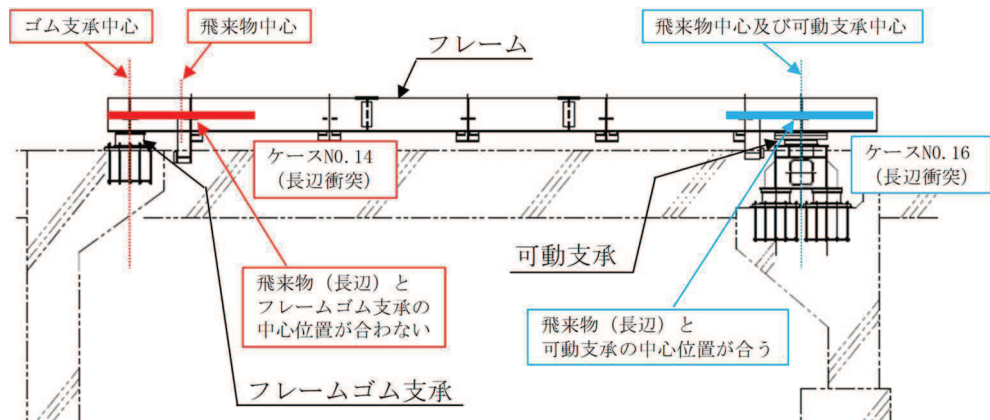 ゴム支承中心
飛来物中心
フレーム
飛来物中心及び可動支承中心
ケースNO.14
(長辺衝突)
ケースNO.16
(長辺衝突)
可動支承
飛来物(長辺)と
フレームゴム支承の
中心位置が合わない
飛来物(長辺)と
可動支承の中心位置が合う
フレームゴム支承